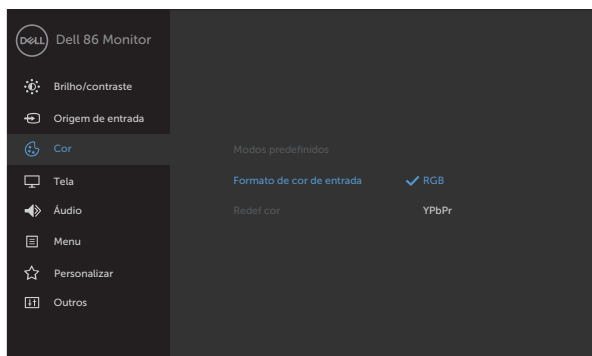 DELL Dell 86 Monitor
Brilho/contraste
Origem de entrada
Cor
Modos predefinidos
Tela
Formato de cor de entrada RGB
Áudio
Redef cor YPbPr
Menu
Personalizar
Outros